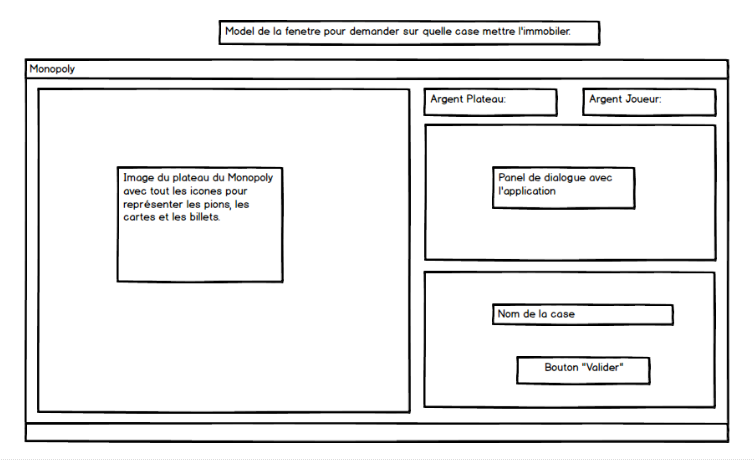 Model de la fenetre pour demander sur quelle case mettre l'immobilier.
Monopoly
Image du plateau du Monopoly
avec tout les icones pour
représenter les pions, les
cartes et les billets.
Argent Plateau:
Argent Joueur:
Panel de dialogue avec
l'application
Nom de la case
Bouton "Valider"